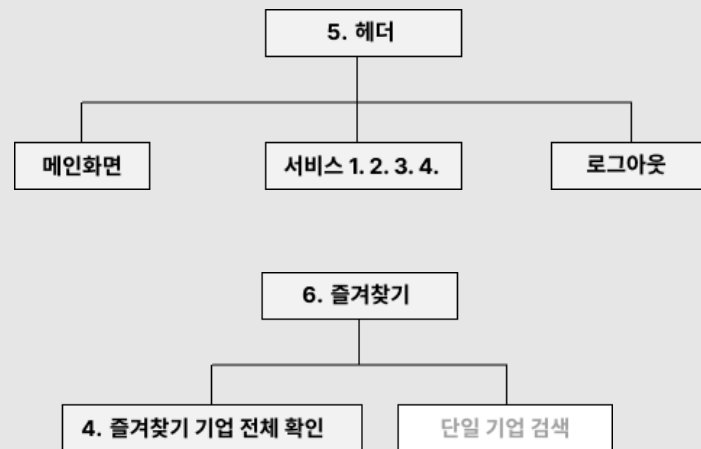 5. 헤더
메인화면
서비스 1. 2. 3. 4.
로그아웃
6. 즐겨찾기
4. 즐겨찾기 기업 전체 확인
단일 기업 검색